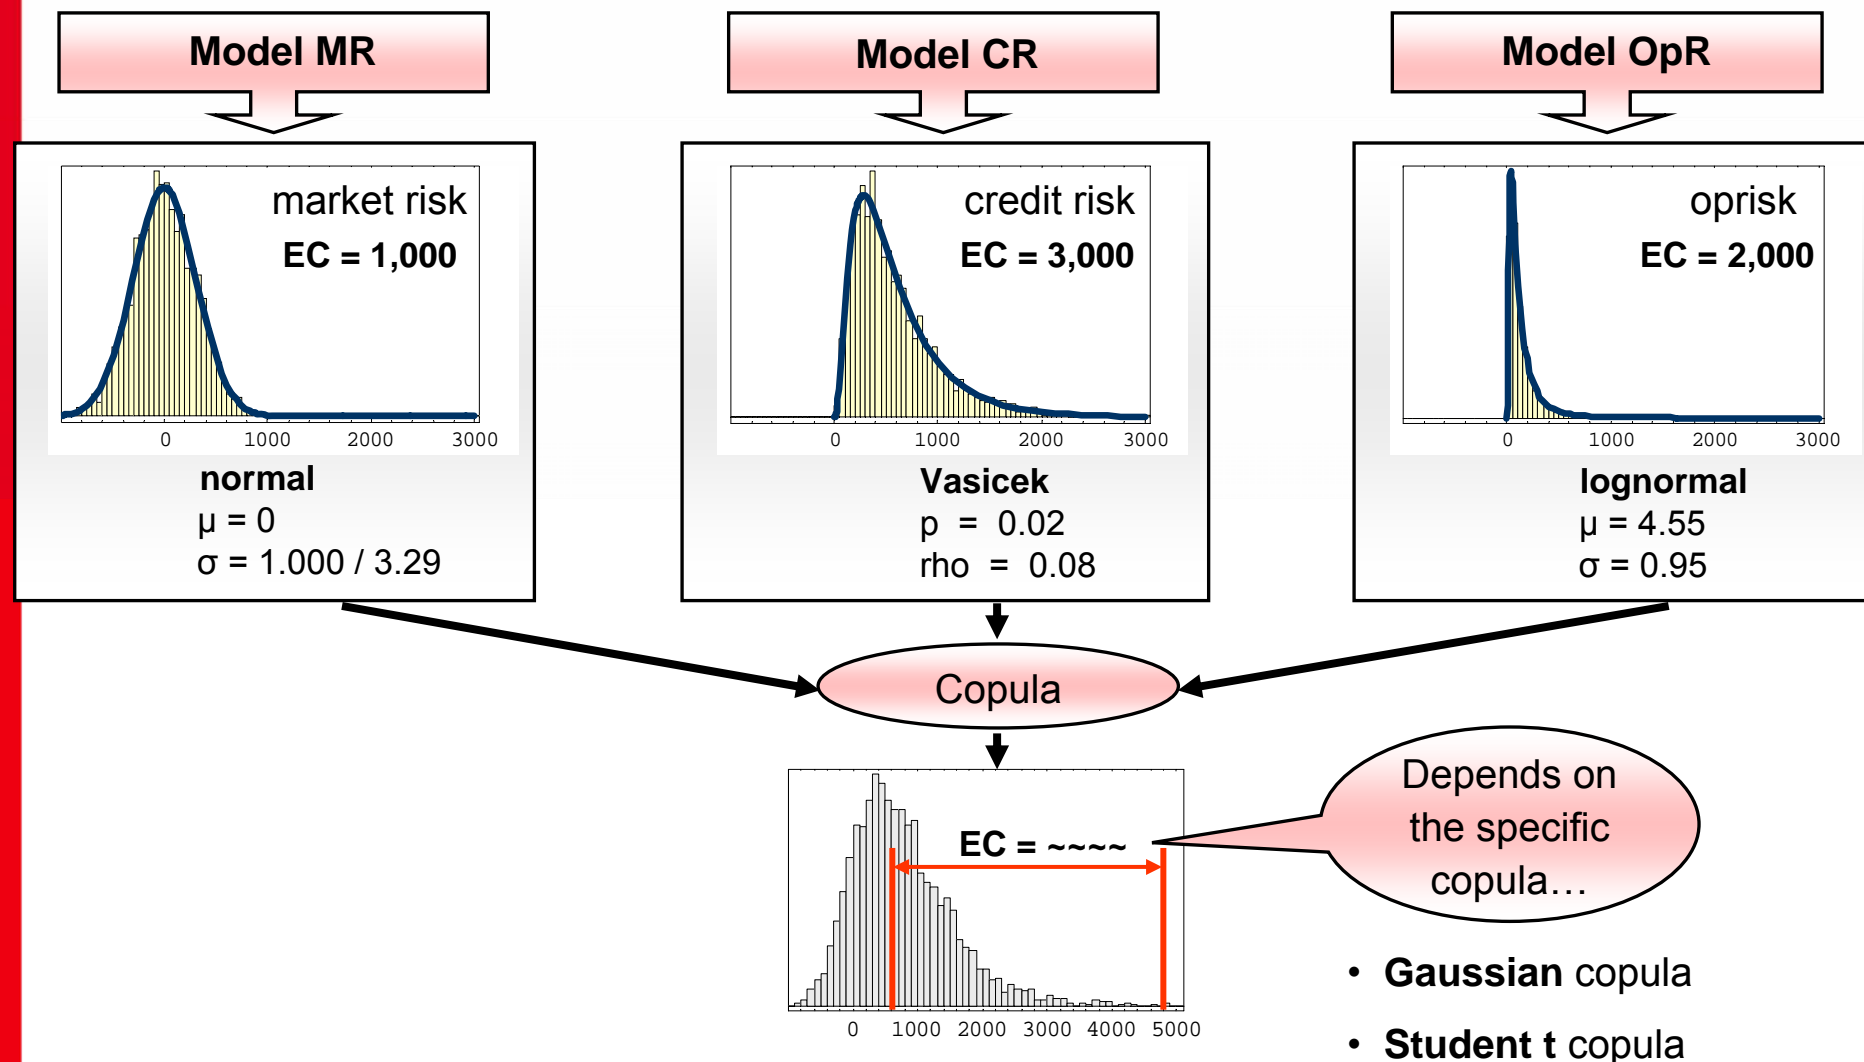 Model MR
Model CR
Model OpR
market risk
EC = 1,000
0 1000 2000 3000
normal
μ = 0
σ = 1.000 / 3.29
credit risk
EC = 3,000
0 1000 2000 3000
Vasicek
p = 0.02
rho = 0.08
oprisk
EC = 2,000
0 1000 2000 3000
lognormal
μ = 4.55
σ = 0.95
Copula
EC = ~~~~
0 1000 2000 3000 4000 5000
Depends on
the specific
copula…
• Gaussian copula
• Student t copula